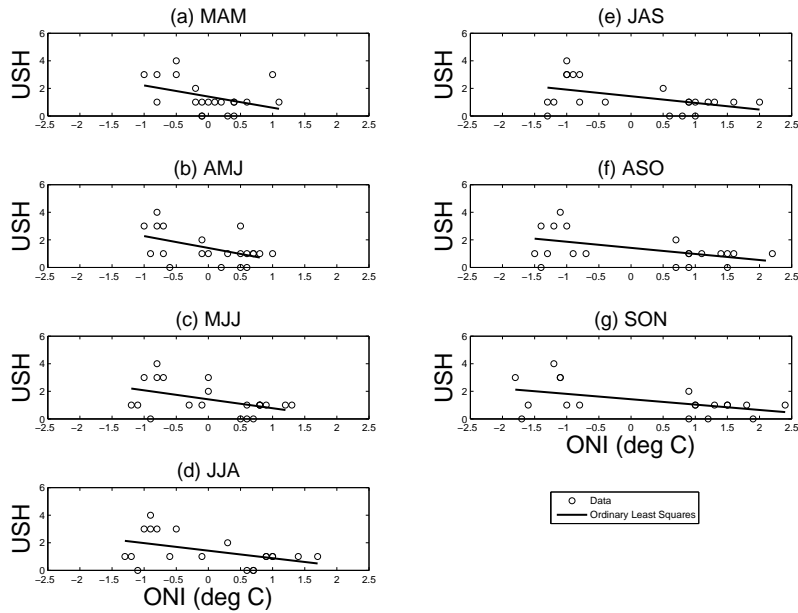 (a) MAM
USH
6
4
2
0
−2.5 −2 −1.5 −1 −0.5 0 0.5 1 1.5 2 2.5
(b) AMJ
USH
6
4
2
0
−2.5 −2 −1.5 −1 −0.5 0 0.5 1 1.5 2 2.5
(c) MJJ
USH
6
4
2
0
−2.5 −2 −1.5 −1 −0.5 0 0.5 1 1.5 2 2.5
(d) JJA
USH
6
4
2
0
−2.5 −2 −1.5 −1 −0.5 0 0.5 1 1.5 2 2.5
ONI (deg C)
(e) JAS
USH
6
4
2
0
−2.5 −2 −1.5 −1 −0.5 0 0.5 1 1.5 2 2.5
(f) ASO
USH
6
4
2
0
−2.5 −2 −1.5 −1 −0.5 0 0.5 1 1.5 2 2.5
(g) SON
USH
6
4
2
0
−2.5 −2 −1.5 −1 −0.5 0 0.5 1 1.5 2 2.5
ONI (deg C)
Data
Ordinary Least Squares